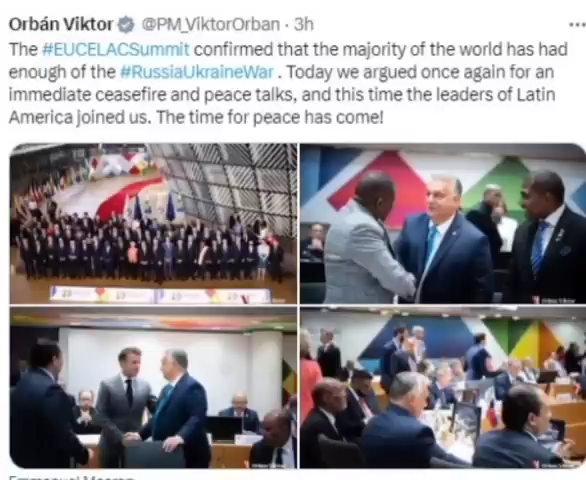 Orbán Viktor @PM_ViktorOrban · 3h
The #EUCELACSummit confirmed that the majority of the world has had
enough of the #RussiaUkraineWar . Today we argued once again for an
immediate ceasefire and peace talks, and this time the leaders of Latin
America joined us. The time for peace has come!